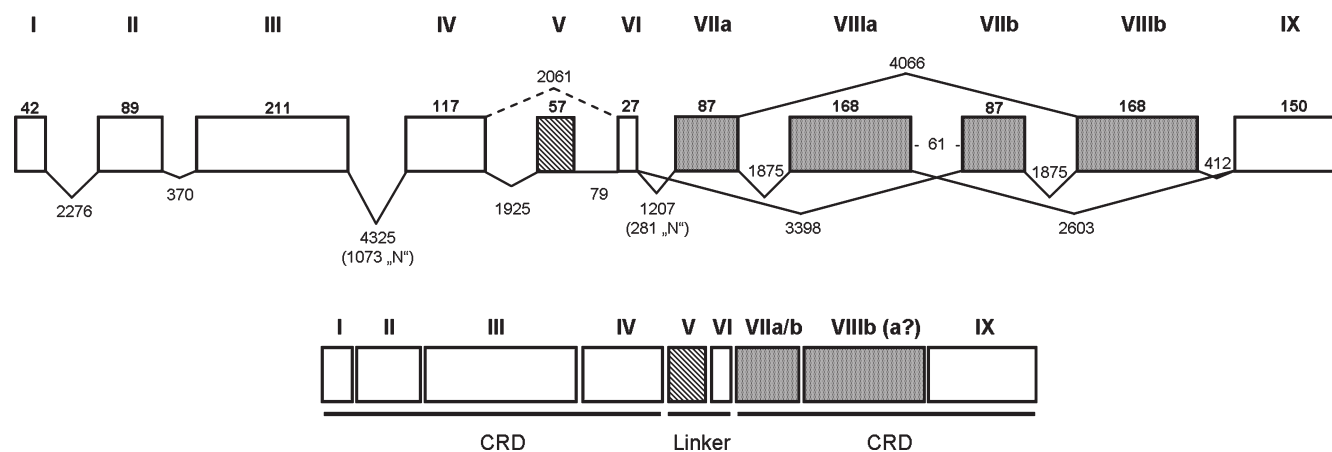 I II III IV V VI VIIa VIIIa VIIb VIIIb IX
4066
2061
42 89 211 117 57 27 87 168 87 168 150
- 61 -
1875 1875 412
370 1925 79
2276 1207 3398 2603
(281 „N“)
4325
(1073 „N“)
I II III IV V VI VIIa/b VIIIb (a?) IX
CRD Linker CRD